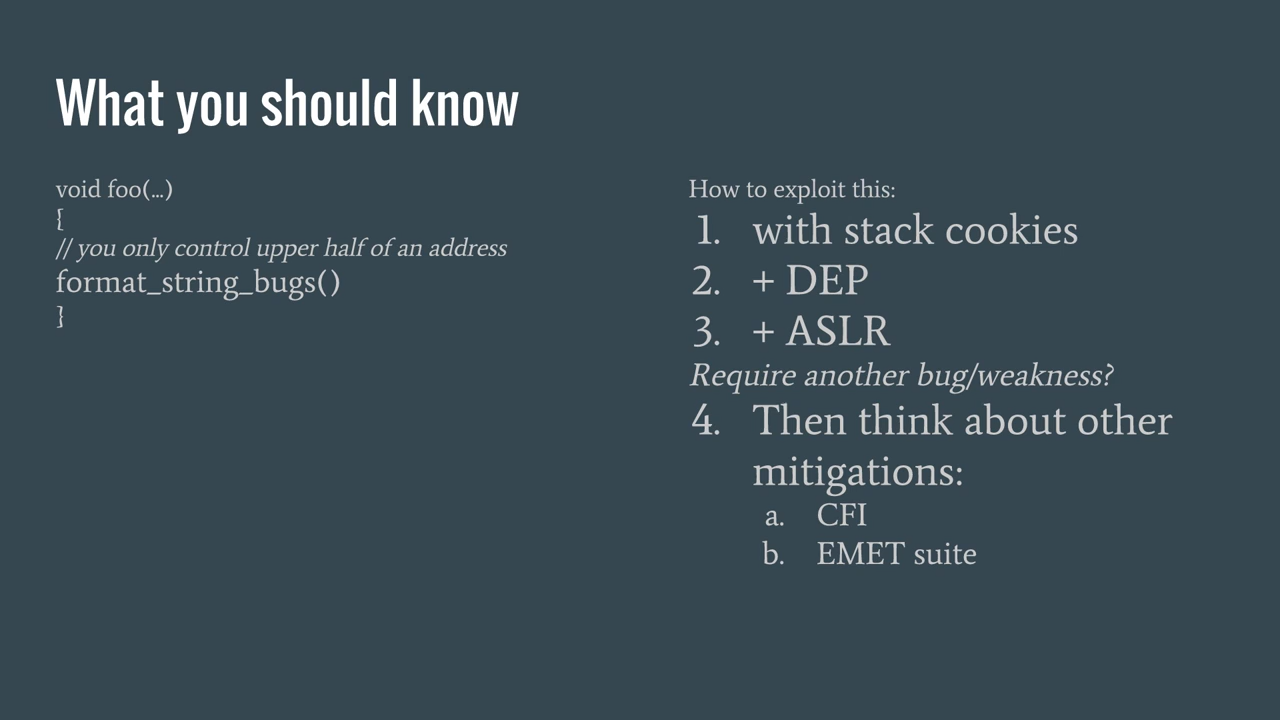 What you should know
void foo(...)
{
// you only control upper half of an address
format_string_bugs()
}
How to exploit this:
1. with stack cookies
2. + DEP
3. + ASLR
Require another bug/weakness?
4. Then think about other
mitigations:
a. CFI
b. EMET suite